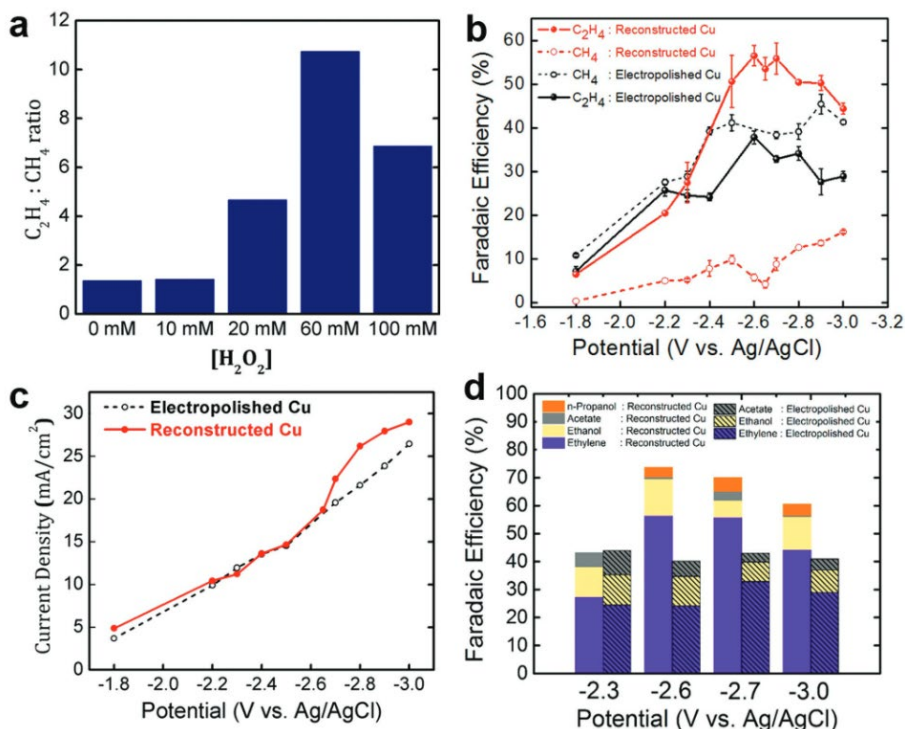 a
C₂H₄ : CH₄ ratio
12
10
8
6
4
2
0
0 mM 10 mM 20 mM 60 mM 100 mM
[H₂O₂]
b
Faradaic Efficiency (%)
60
50
40
30
20
10
0
C₂H₄ : Reconstructed Cu
CH₄ : Reconstructed Cu
CH₄ : Electropolished Cu
C₂H₄ : Electropolished Cu
-1.6 -1.8 -2.0 -2.2 -2.4 -2.6 -2.8 -3.0 -3.2
Potential (V vs. Ag/AgCl)
c
Current Density (mA/cm²)
30
25
20
15
10
5
0
Electropolished Cu
Reconstructed Cu
-1.8 -2.0 -2.2 -2.4 -2.6 -2.8 -3.0
Potential (V vs. Ag/AgCl)
d
Faradaic Efficiency (%)
100
90
80
70
60
50
40
30
20
10
0
n-Propanol : Reconstructed Cu
Acetate : Reconstructed Cu
Ethanol : Reconstructed Cu
Ethylene : Reconstructed Cu
Acetate : Electropolished Cu
Ethanol : Electropolished Cu
Ethylene : Electropolished Cu
-2.3 -2.6 -2.7 -3.0
Potential (V vs. Ag/AgCl)